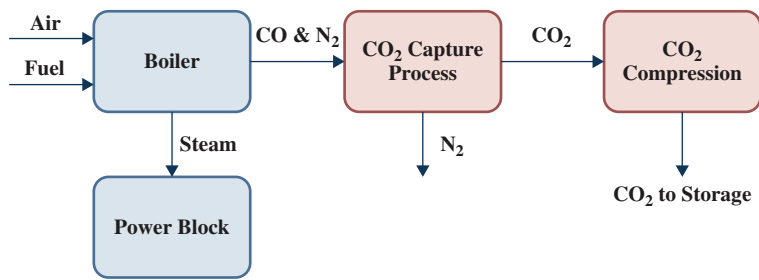 Air
Fuel
Boiler
CO & N₂
CO₂ Capture
Process
CO₂
CO₂
Compression
Steam
N₂
Power Block
CO₂ to Storage